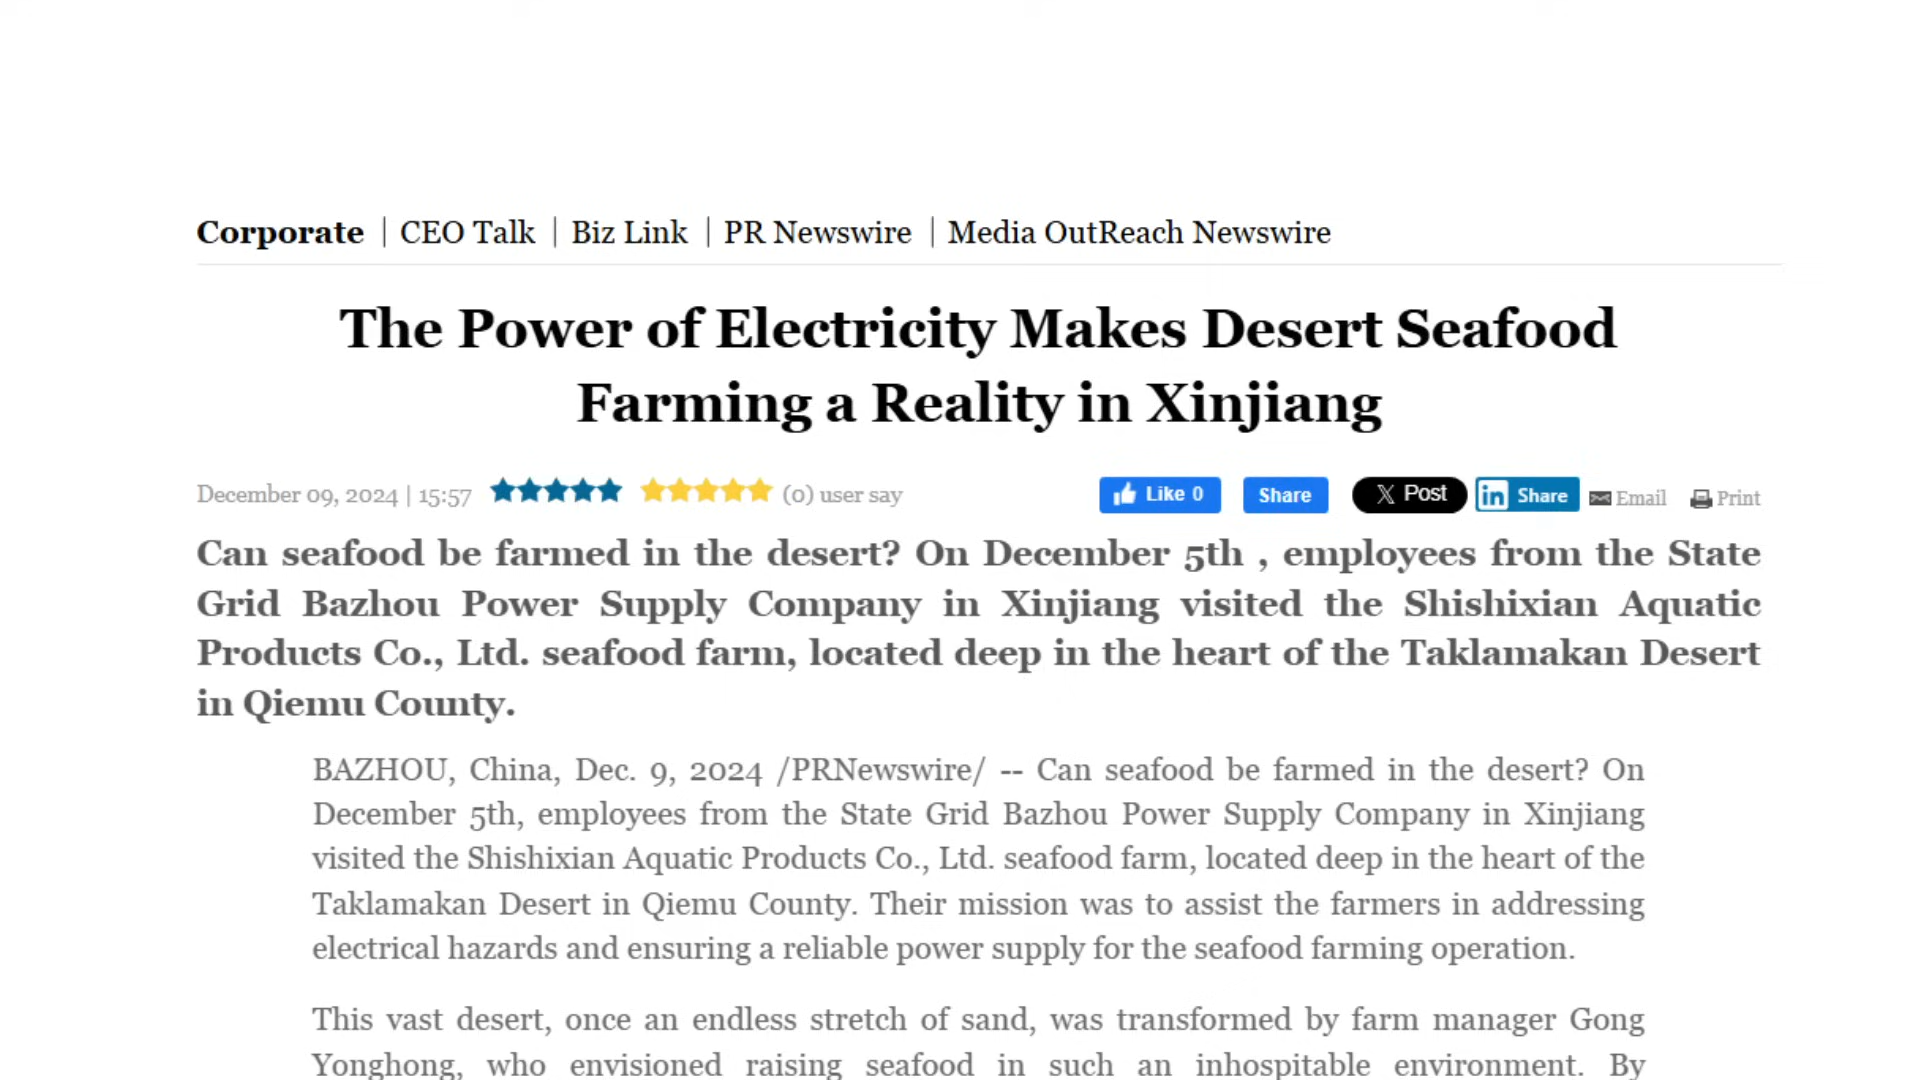 Corporate | CEO Talk | Biz Link | PR Newswire | Media OutReach Newswire
The Power of Electricity Makes Desert Seafood
Farming a Reality in Xinjiang
December 09, 2024 | 15:57 (0) user say Like 0 Share X Post in Share Email Print
Can seafood be farmed in the desert? On December 5th , employees from the State
Grid Bazhou Power Supply Company in Xinjiang visited the Shishixian Aquatic
Products Co., Ltd. seafood farm, located deep in the heart of the Taklamakan Desert
in Qiemu County.
BAZHOU, China, Dec. 9, 2024 /PRNewswire/ -- Can seafood be farmed in the desert? On
December 5th, employees from the State Grid Bazhou Power Supply Company in Xinjiang
visited the Shishixian Aquatic Products Co., Ltd. seafood farm, located deep in the heart of the
Taklamakan Desert in Qiemu County. Their mission was to assist the farmers in addressing
electrical hazards and ensuring a reliable power supply for the seafood farming operation.
This vast desert, once an endless stretch of sand, was transformed by farm manager Gong
Yonghong, who envisioned raising seafood in such an inhospitable environment. By